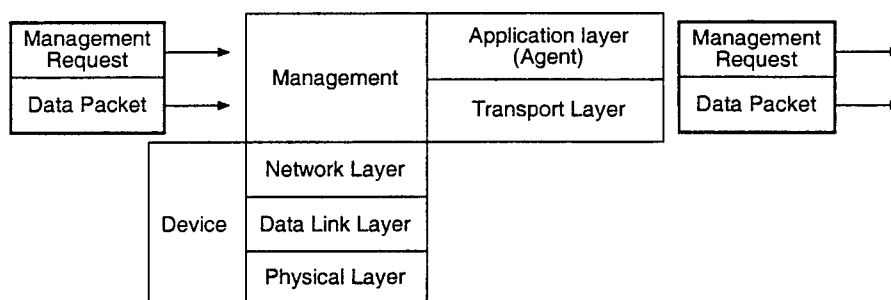 Management
Request
Data Packet
Management
Application layer
(Agent)
Transport Layer
Management
Request
Data Packet
Device
Network Layer
Data Link Layer
Physical Layer